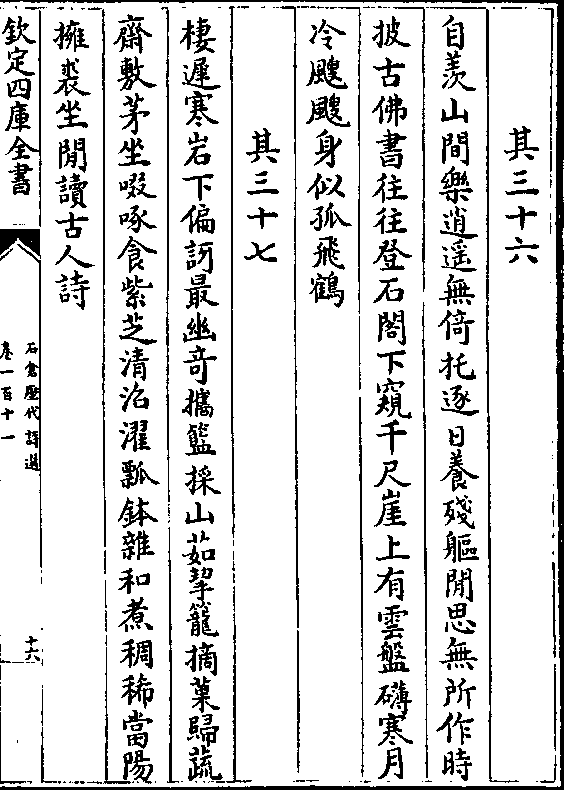 其三十六
自羨山間樂逍遥無倚托逐日養殘軀閒思無所作時
披古佛書往往登石閣下窺千尺崖上有雲盤礴寒月
冷颼颼身似孤飛鶴
其三十七
棲遲寒岩下偏訝最幽竒攜籃採山茹挈籠摘菓歸蔬
齋敷茅坐啜啄食紫芝清沼濯瓢鉢雜和煮稠稀當陽
擁裘坐閒讀古人詩
欽定四庫全書
石倉歷代詩選
卷一百十一
十六